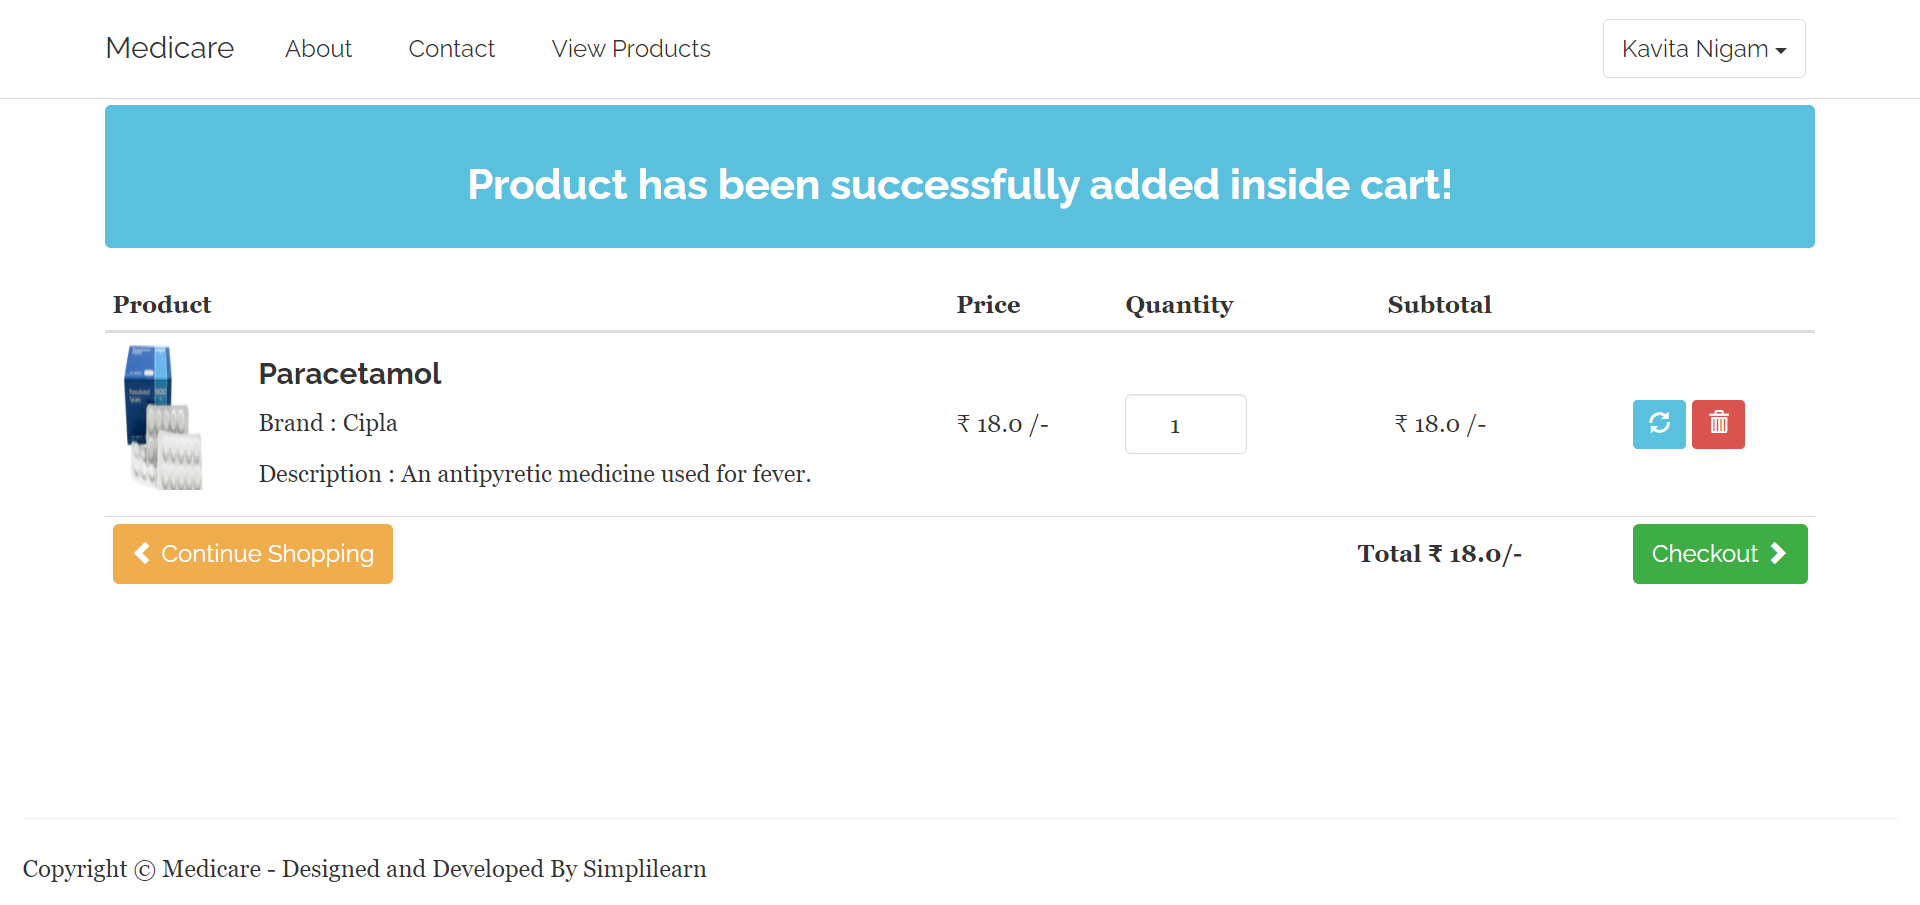 Medicare About Contact View Products Kavita Nigam
Product has been successfully added inside cart!
Product Price Quantity Subtotal
Paracetamol
Brand : Cipla
₹ 18.0 /- 1 ₹ 18.0 /-
Description : An antipyretic medicine used for fever.
Continue Shopping Total ₹ 18.0/- Checkout
Copyright © Medicare - Designed and Developed By Simplilearn